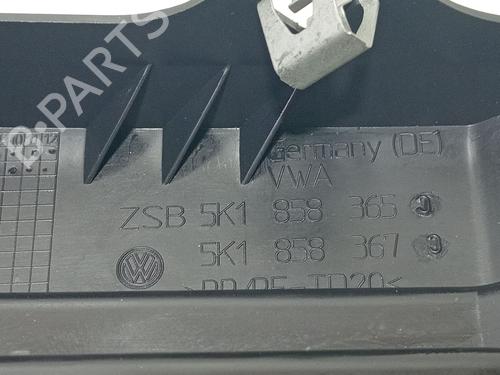 B-PARTS
Germany (DE)
VWA
ZSB 5K1 858 365
5K1 858 367